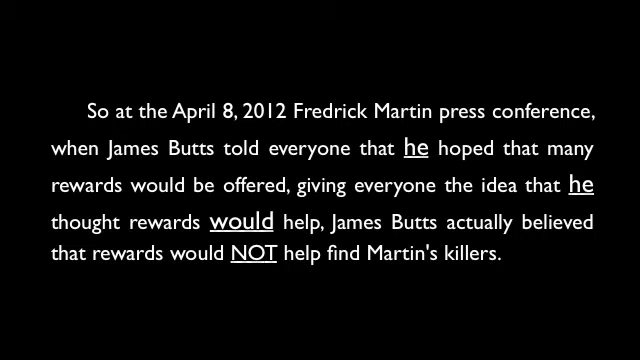 So at the April 8, 2012 Fredrick Martin press conference,
when James Butts told everyone that he hoped that many
rewards would be offered, giving everyone the idea that he
thought rewards would help, James Butts actually believed
that rewards would NOT help find Martin's killers.